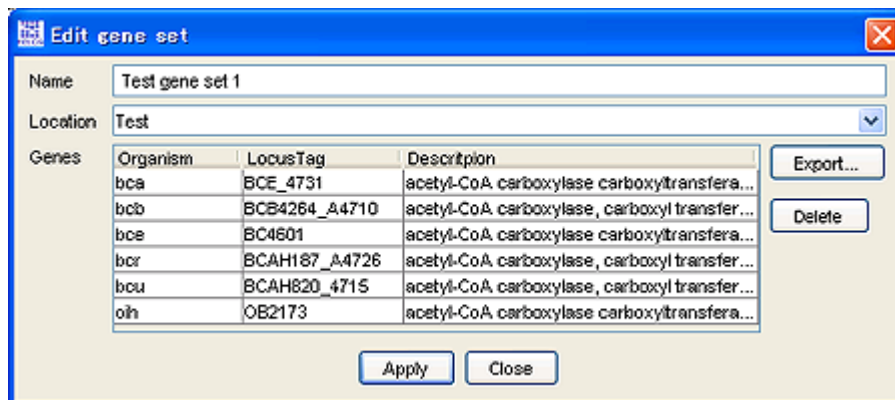 Edit gene set
Name Test gene set 1
Location Test
Genes Organism LocusTag Descritpion Export...
bca BCE_4731 acetyl-CoA carboxylase carboxyltransfera...
bcb BCB4264_A4710 acetyl-CoA carboxylase, carboxyl transfer... Delete
bce BC4601 acetyl-CoA carboxylase carboxyltransfera...
bcr BCAH187_A4726 acetyl-CoA carboxylase, carboxyl transfer...
bcu BCAH820_4715 acetyl-CoA carboxylase, carboxyl transfer...
oih OB2173 acetyl-CoA carboxylase carboxyltransfera...
Apply Close